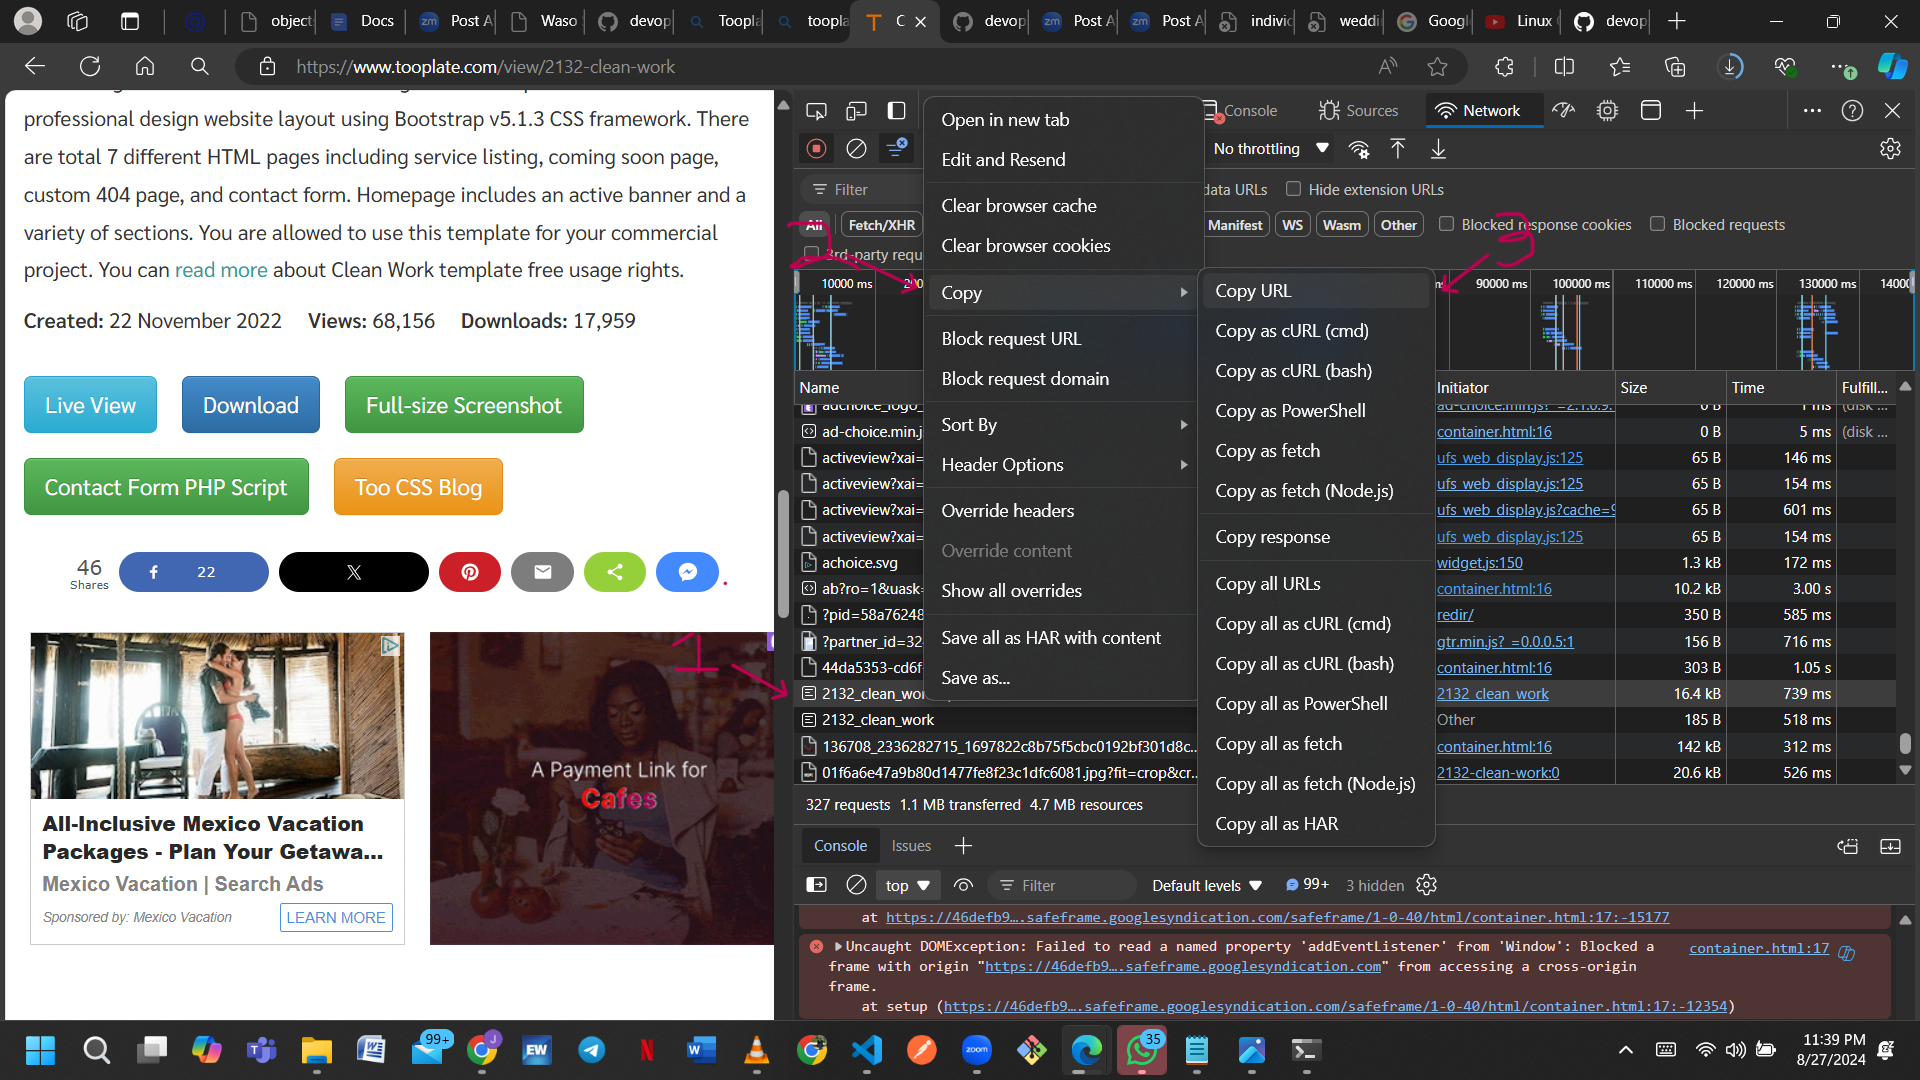 object:
Docs
Post A
Waso
devop
Toopla
toopla
C
devop
Post A
Post A
indivic
weddi
Googl
Linux
devop
https://www.tooplate.com/view/2132-clean-work
professional design website layout using Bootstrap v5.1.3 CSS framework. There
are total 7 different HTML pages including service listing, coming soon page,
custom 404 page, and contact form. Homepage includes an active banner and a
variety of sections. You are allowed to use this template for your commercial
project. You can read more about Clean Work template free usage rights.
Created: 22 November 2022 Views: 68,156 Downloads: 17,959
Live View Download Full-size Screenshot
Contact Form PHP Script Too CSS Blog
46
Shares
22
All-Inclusive Mexico Vacation
Packages - Plan Your Getawa...
Mexico Vacation | Search Ads
Sponsored by: Mexico Vacation
LEARN MORE
A Payment Link for
Cafes
Console Sources Network
No throttling
Filter
data URLs Hide extension URLs
All Fetch/XHR Manifest WS Wasm Other Blocked response cookies Blocked requests
3rd-party requ
10000 ms 90000 ms 100000 ms 110000 ms 120000 ms 130000 ms 14000
Open in new tab
Edit and Resend
Clear browser cache
Clear browser cookies
Copy
Block request URL
Block request domain
Sort By
Header Options
Override headers
Override content
Show all overrides
Save all as HAR with content
Save as...
Copy URL
Copy as cURL (cmd)
Copy as cURL (bash)
Copy as PowerShell
Copy as fetch
Copy as fetch (Node.js)
Copy response
Copy all URLs
Copy all as cURL (cmd)
Copy all as cURL (bash)
Copy all as PowerShell
Copy all as fetch
Copy all as fetch (Node.js)
Copy all as HAR
1
2
3
Name Initiator Size Time Fulfill...
ad-choice.min.j container.html:16 0 B 5 ms (disk ...
activeview?xai= ufs_web_display.js:125 65 B 146 ms
activeview?xai= ufs_web_display.js:125 65 B 154 ms
activeview?xai= ufs_web_display.js?cache=9 65 B 601 ms
activeview?xai= ufs_web_display.js:125 65 B 154 ms
achoice.svg widget.js:150 1.3 kB 172 ms
ab?ro=1&uask= container.html:16 10.2 kB 3.00 s
?pid=58a76248 redir/ 350 B 585 ms
?partner_id=32 gtr.min.js?_=0.0.0.5:1 156 B 716 ms
44da5353-cd6f container.html:16 303 B 1.05 s
2132_clean_wo 2132_clean_work 16.4 kB 739 ms
2132_clean_work Other 185 B 518 ms
136708_2336282715_1697822c8b75f5cbc0192bf301d8c... container.html:16 142 kB 312 ms
01f6a6e47a9b80d1477fe8f23c1dfc6081.jpg?fit=crop&cr... 2132-clean-work:0 20.6 kB 526 ms
327 requests 1.1 MB transferred 4.7 MB resources
Console Issues
top Filter Default levels 99+ 3 hidden
at https://46defb9….safeframe.googlesyndication.com/safeframe/1-0-40/html/container.html:17:-15177
Uncaught DOMException: Failed to read a named property 'addEventListener' from 'Window': Blocked a container.html:17
frame with origin "https://46defb9….safeframe.googlesyndication.com" from accessing a cross-origin
frame.
at setup (https://46defb9….safeframe.googlesyndication.com/safeframe/1-0-40/html/container.html:17:-12354)
99+
EW
zoom
35
11:39 PM
8/27/2024